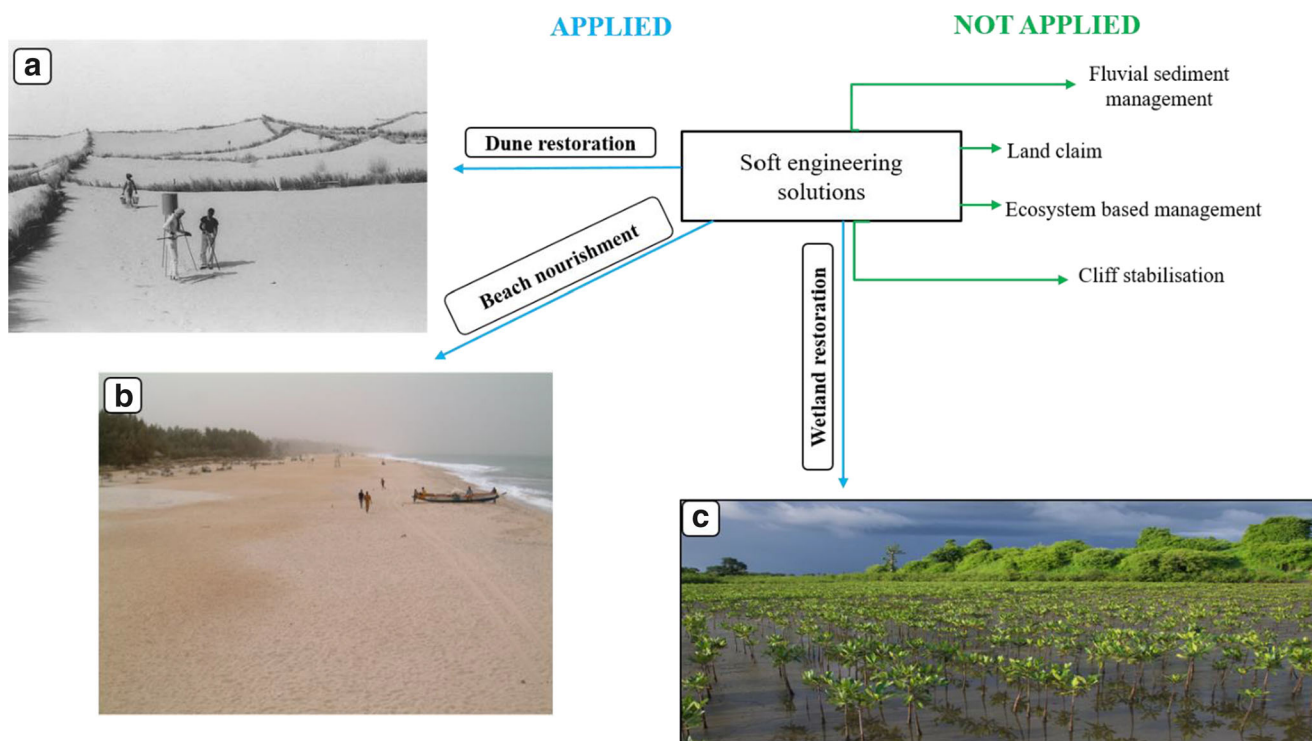 APPLIED
NOT APPLIED
a
Fluvial sediment
management
Dune restoration
Soft engineering
solutions
Land claim
Ecosystem based management
Beach nourishment
Wetland restoration
Cliff stabilisation
b
c